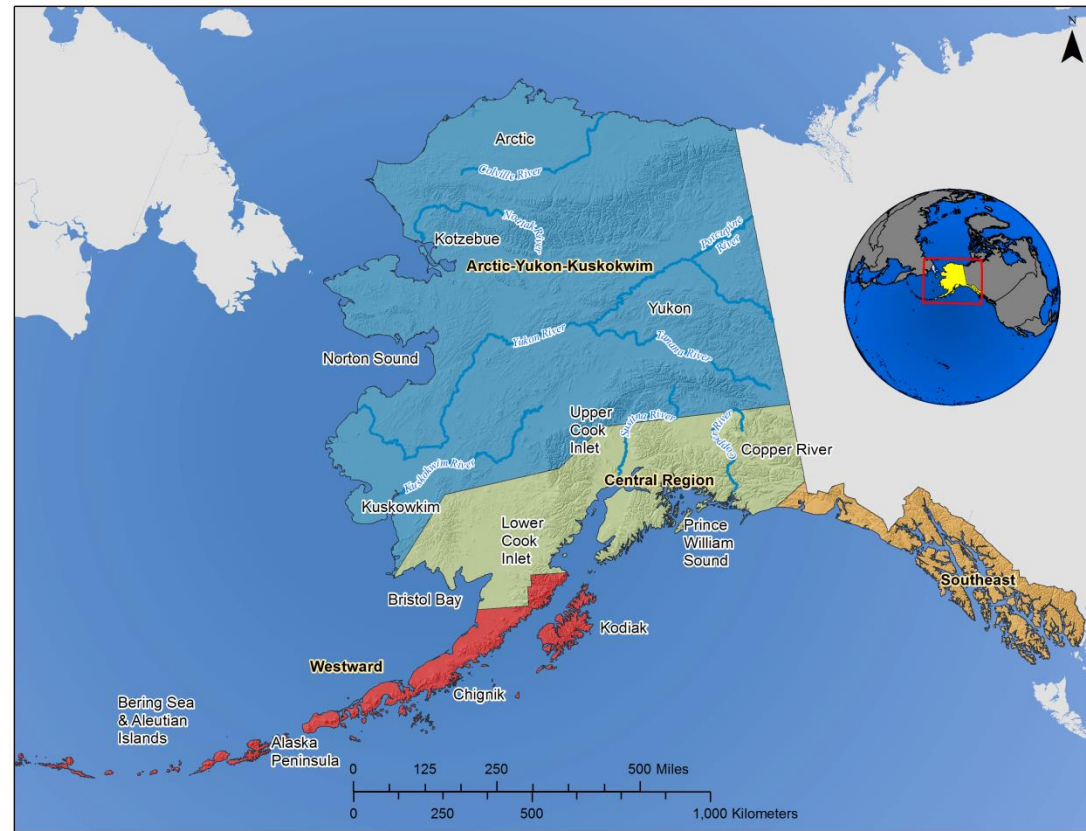 N
Arctic
Colville River
Noatak River
Kotzebue
Arctic-Yukon-Kuskokwim
Porcupine
River
Yukon
Yukon River
Tanana River
Norton Sound
Upper
Cook
Inlet
Susitna River
Copper
River
Copper River
Kuskokwim River
Central Region
Kuskowkim
Lower
Cook
Inlet
Prince
William
Sound
Southeast
Bristol Bay
Kodiak
Westward
Chignik
Bering Sea
& Aleutian
Islands
Alaska
Peninsula
0 125 250 500 Miles
0 250 500 1,000 Kilometers